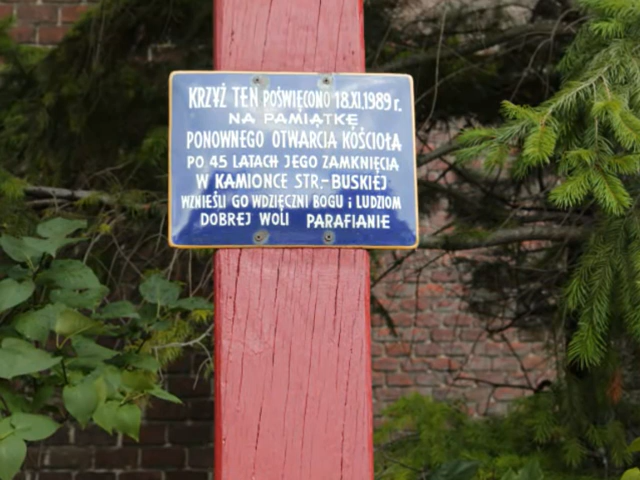 KRZYŻ TEN POŚWIĘCONO 18.XI.1989 r.
NA PAMIĄTKĘ
PONOWNEGO OTWARCIA KOŚCIOŁA
PO 45 LATACH JEGO ZAMKNIĘCIA
W KAMIONCE STR.-BUSKIEJ
WZNIEŚLI GO WDZIĘCZNI BOGU i LUDZIOM
DOBREJ WOLI PARAFIANIE